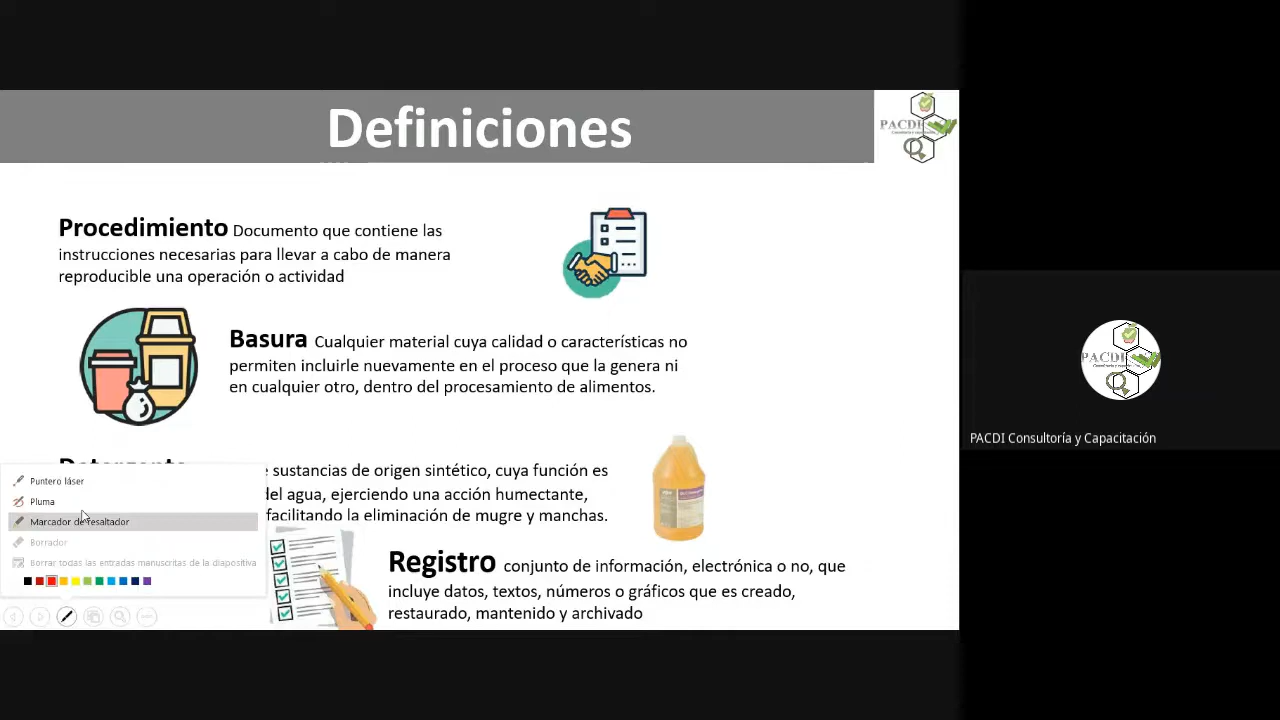 Definiciones
PACDI
Procedimiento Documento que contiene las
instrucciones necesarias para llevar a cabo de manera
reproducible una operación o actividad
Basura Cualquier material cuya calidad o características no
permiten incluirle nuevamente en el proceso que la genera ni
en cualquier otro, dentro del procesamiento de alimentos.
sustancias de origen sintético, cuya función es
del agua, ejerciendo una acción humectante,
facilitando la eliminación de mugre y manchas.
Registro conjunto de información, electrónica o no, que
incluye datos, textos, números o gráficos que es creado,
restaurado, mantenido y archivado
Puntero láser
Pluma
Marcador de resaltador
Borrador
Borrar todas las entradas manuscritas de la diapositiva
PACDI
PACDI Consultoría y Capacitación